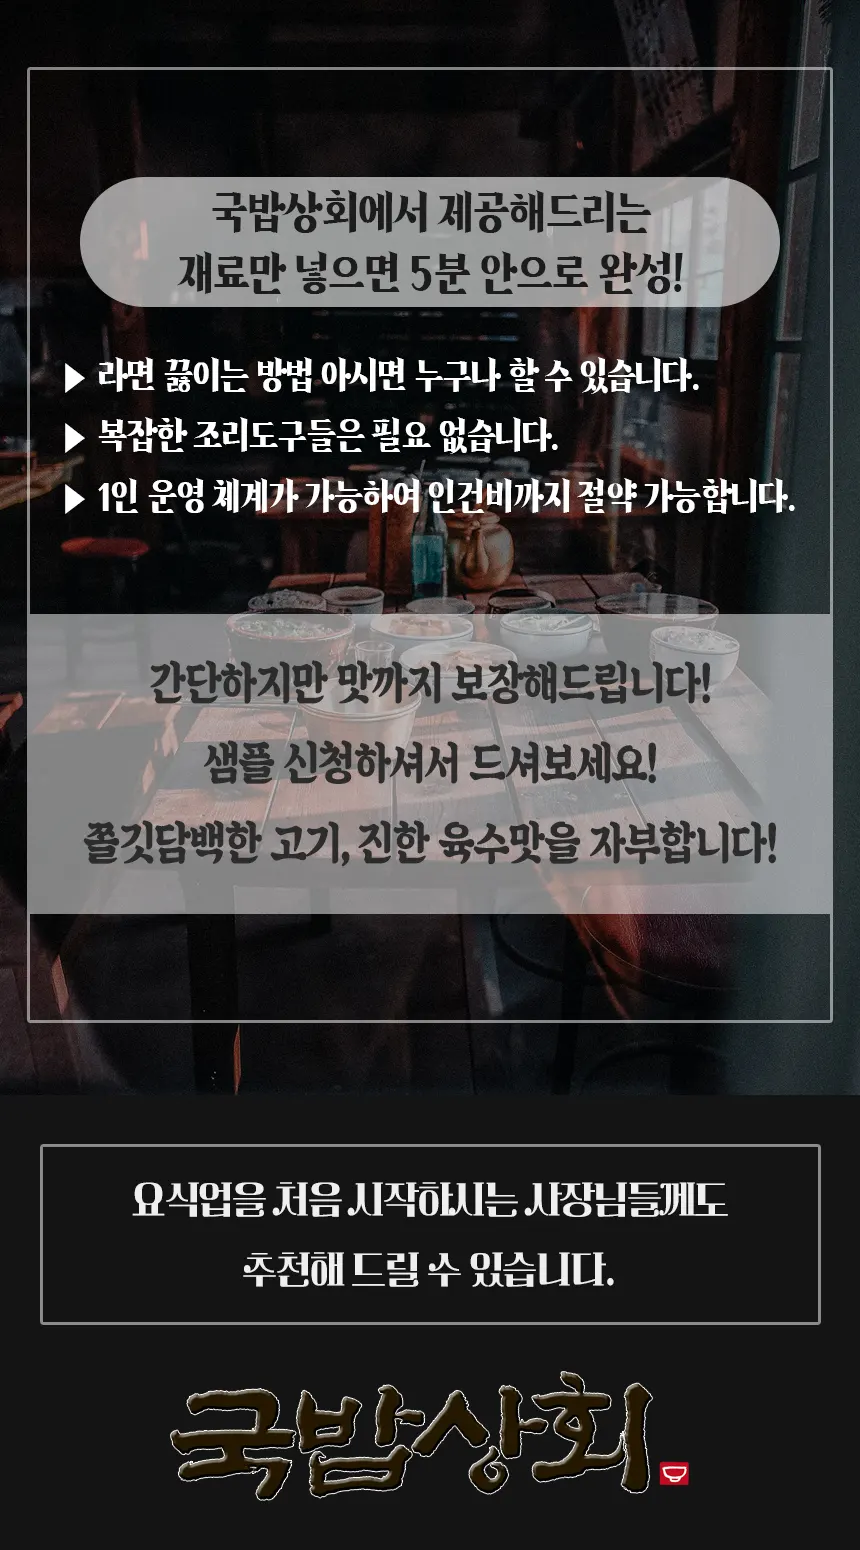 국밥상회에서 제공해드리는
재료만 넣으면 5분 안으로 완성!
▶ 라면 끓이는 방법 아시면 누구나 할 수 있습니다.
▶ 복잡한 조리도구들은 필요 없습니다.
▶ 1인 운영 체계가 가능하여 인건비까지 절약 가능합니다.
간단하지만 맛까지 보장해드립니다!
샘플 신청하셔서 드셔보세요!
쫄깃담백한 고기, 진한 육수맛을 자부합니다!
요식업을 처음 시작하시는 사장님들께도
추천해 드릴 수 있습니다.
국밥상회